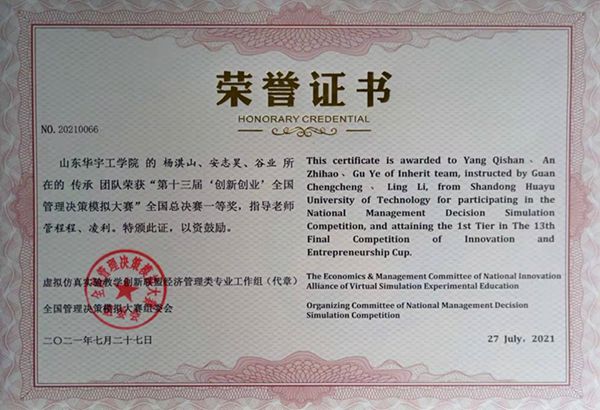 荣誉证书
HONORARY CREDENTIAL
NO. 20210066
山东华宇工学院 的 杨淇山、安志昊、谷业 所
在的 传承 团队荣获“第十三届‘创新创业’全国
管理决策模拟大赛”全国总决赛一等奖，指导老师
管程程、凌利。特颁此证，以资鼓励。
虚拟仿真实验教学创新联盟经济管理类专业工作组（代章）
全国管理决策模拟大赛组委会
二〇二一年七月二十七日
This certificate is awarded to Yang Qishan、An
Zhihao、Gu Ye of Inherit team, instructed by Guan
Chengcheng、Ling Li, from Shandong Huayu
University of Technology for participating in the
National Management Decision Simulation
Competition, and attaining the 1st Tier in The 13th
Final Competition of Innovation and
Entrepreneurship Cup.
The Economics & Management Committee of National Innovation
Alliance of Virtual Simulation Experimental Education
Organizing Committee of National Management Decision
Simulation Competition
27 July, 2021